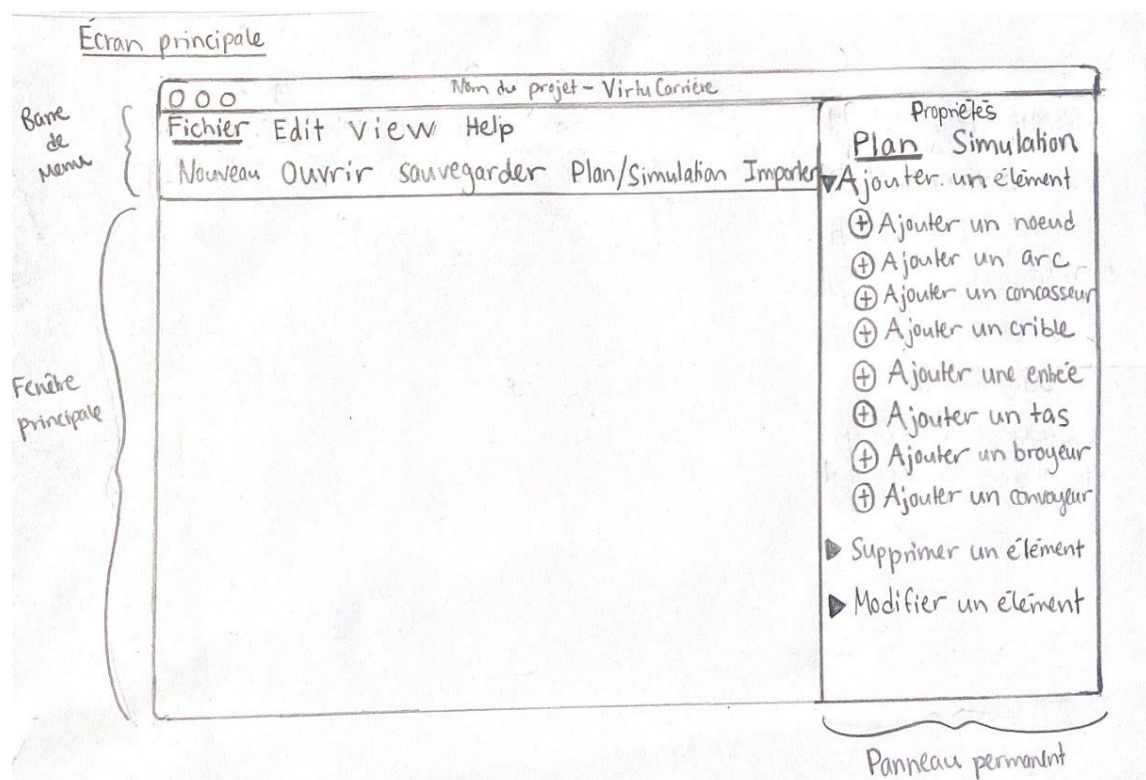 Écran principale
Nom du projet - VirtuCarrière
Barre
de
Menu
Fichier Edit View Help
Nouveau Ouvrir sauvegarder Plan/Simulation Importer
Propriétés
Plan Simulation
Ajouter un élément
Ajouter un noeud
Ajouter un arc
Ajouter un concasseur
Ajouter un crible
Ajouter une entrée
Ajouter un tas
Ajouter un broyeur
Ajouter un convoyeur
Supprimer un élément
Modifier un élément
Fenêtre
principale
Panneau permanent